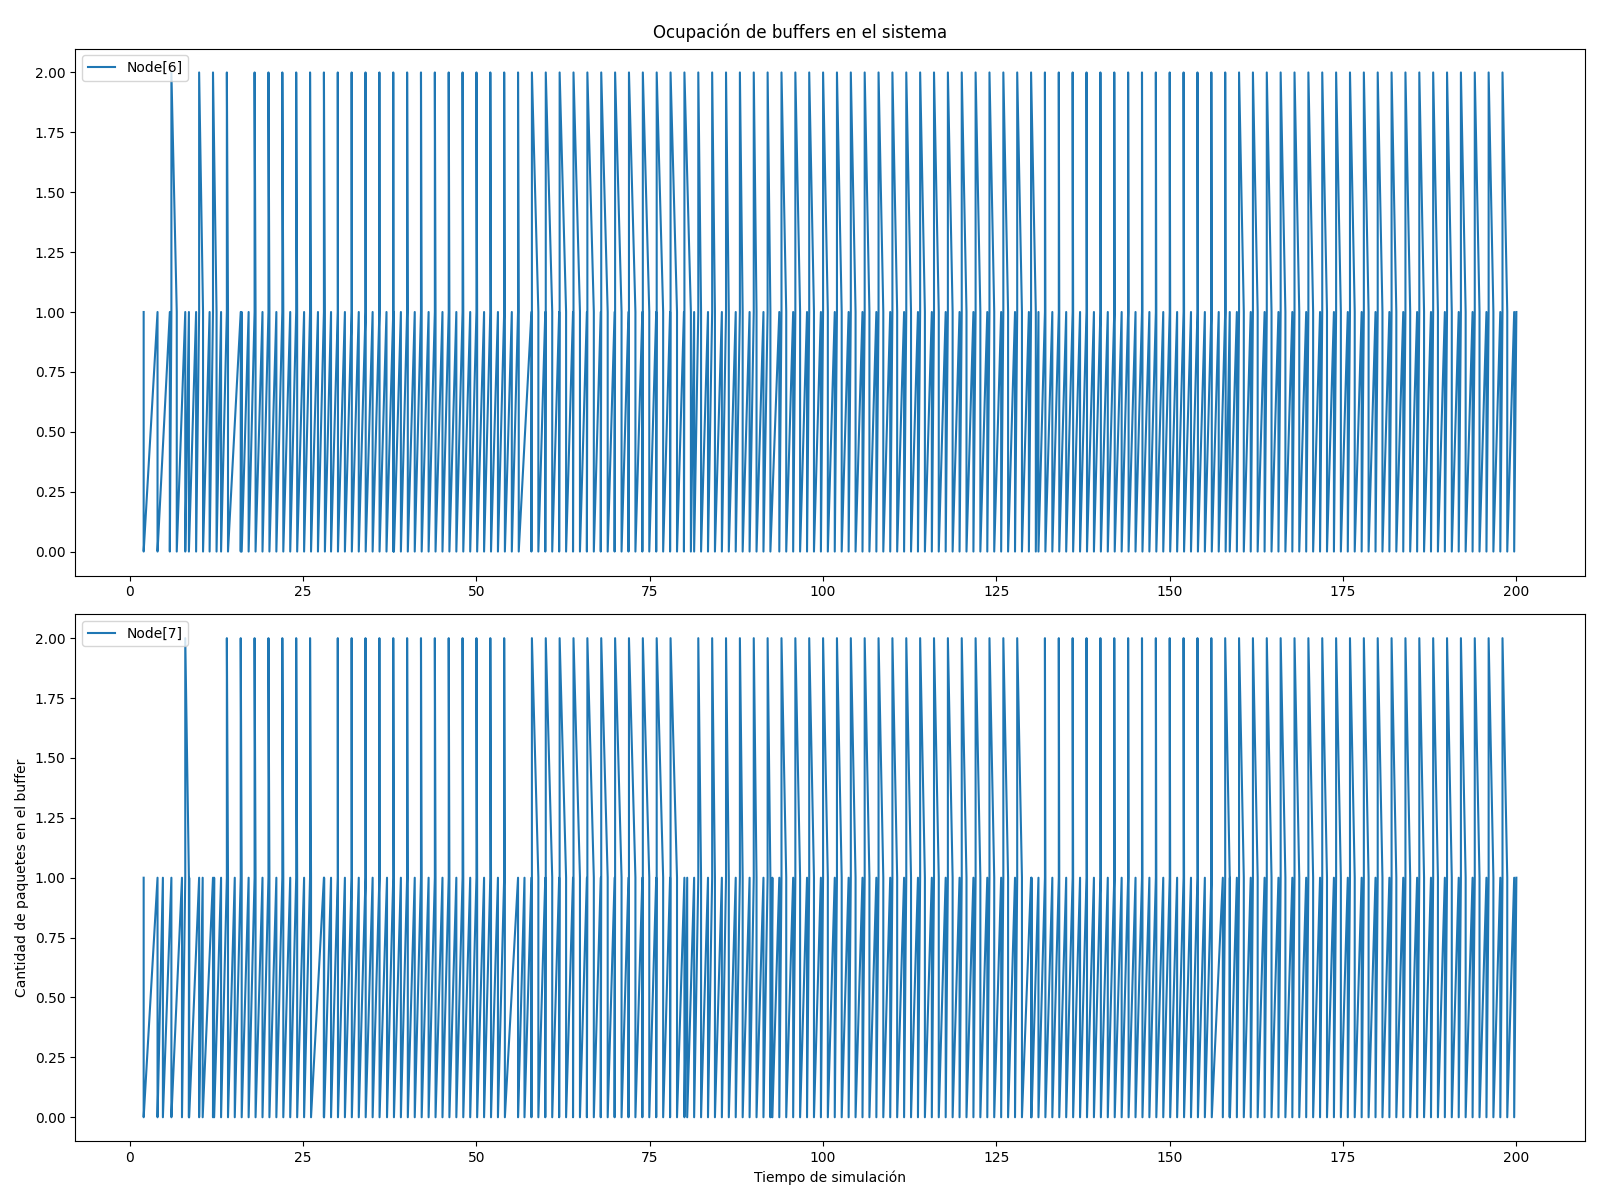 Ocupación de buffers en el sistema
Node[6]
2.00
1.75
1.50
1.25
1.00
0.75
0.50
0.25
0.00
0 25 50 75 100 125 150 175 200
Node[7]
2.00
1.75
1.50
1.25
1.00
0.75
0.50
0.25
0.00
Cantidad de paquetes en el buffer
0 25 50 75 100 125 150 175 200
Tiempo de simulación